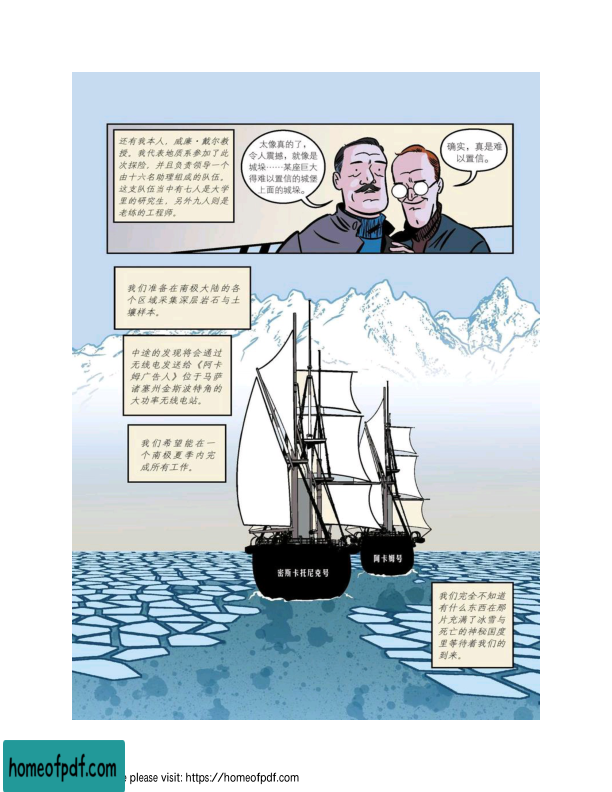 还有我本人，威廉·戴尔教
授。我代表地质系参加了此
次探险，并且负责领导一个
由十六名助理组成的队伍。
这支队伍当中有七人是大学
里的研究生，另外九人则是
老练的工程师。
太像真的了，
令人震撼，就像是
城垛……某座巨大
得难以置信的城堡
上面的城垛。
确实，真是难
以置信。
我们准备在南极大陆的各
个区域采集深层岩石与土
壤样本。
中途的发现将会通过
无线电发送给《阿卡
姆广告人》位于马萨
诸塞州金斯波特角的
大功率无线电站。
我们希望能在一
个南极夏季内完
成所有工作。
密斯卡托尼克号
阿卡姆号
我们完全不知道
有什么东西在那
片充满了冰雪与
死亡的神秘国度
里等待着我们的
到来。
homeofpdf.com
please visit: https://homeofpdf.com